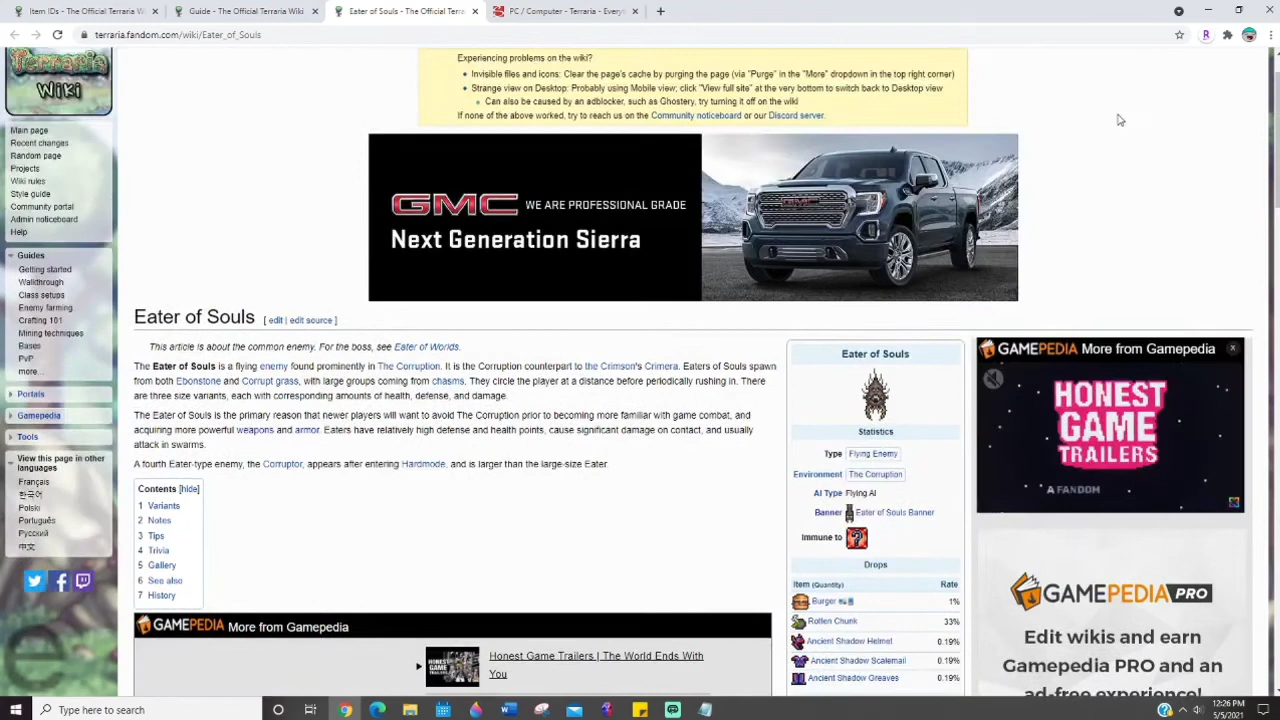 Item IDs - The Official Terraria W
Guide - The Official Terraria Wiki
Eater of Souls - The Official Terra
PC / Computer - Terraria - Every
terraria.fandom.com/wiki/Eater_of_Souls
Terraria
Wiki
Main page
Recent changes
Random page
Projects
Wiki rules
Style guide
Community portal
Admin noticeboard
Help
Guides
Getting started
Walkthrough
Class setups
Enemy farming
Crafting 101
Mining techniques
Bases
PvP
more...
Portals
Gamepedia
Tools
View this page in other
languages
Français
한국어
Polski
Português
Русский
中文
Experiencing problems on the wiki?
Invisible files and icons: Clear the page's cache by purging the page (via "Purge" in the "More" dropdown in the top right corner)
Strange view on Desktop: Probably using Mobile view; click "View full site" at the very bottom to switch back to Desktop view
Can also be caused by an adblocker, such as Ghostery, try turning it off on the wiki
If none of the above worked, try to reach us on the Community noticeboard or our Discord server.
GMC WE ARE PROFESSIONAL GRADE
Next Generation Sierra
Eater of Souls [ edit | edit source ]
This article is about the common enemy. For the boss, see Eater of Worlds.
The Eater of Souls is a flying enemy found prominently in The Corruption. It is the Corruption counterpart to the Crimson's Crimera. Eaters of Souls spawn
from both Ebonstone and Corrupt grass, with large groups coming from chasms. They circle the player at a distance before periodically rushing in. There
are three size variants, each with corresponding amounts of health, defense, and damage.
The Eater of Souls is the primary reason that newer players will want to avoid The Corruption prior to becoming more familiar with game combat, and
acquiring more powerful weapons and armor. Eaters have relatively high defense and health points, cause significant damage on contact, and usually
attack in swarms.
A fourth Eater-type enemy, the Corruptor, appears after entering Hardmode, and is larger than the large-size Eater
Contents [hide]
1 Variants
2 Notes
3 Tips
4 Trivia
5 Gallery
6 See also
7 History
GAMEPEDIA More from Gamepedia
Honest Game Trailers | The World Ends With
You
Eater of Souls
Statistics
Type Flying Enemy
Environment The Corruption
AI Type Flying AI
Banner Eater of Souls Banner
Immune to
Drops
Item (Quantity) Rate
Burger 1%
Rotten Chunk 33%
Ancient Shadow Helmet 0.19%
Ancient Shadow Scalemail 0.19%
Ancient Shadow Greaves 0.19%
GAMEPEDIA More from Gamepedia
HONEST
GAME
TRAILERS
A FANDOM
GAMEPEDIA PRO
Edit wikis and earn
Gamepedia PRO and an
ad-free experience!
Type here to search
12:26 PM
5/5/2021